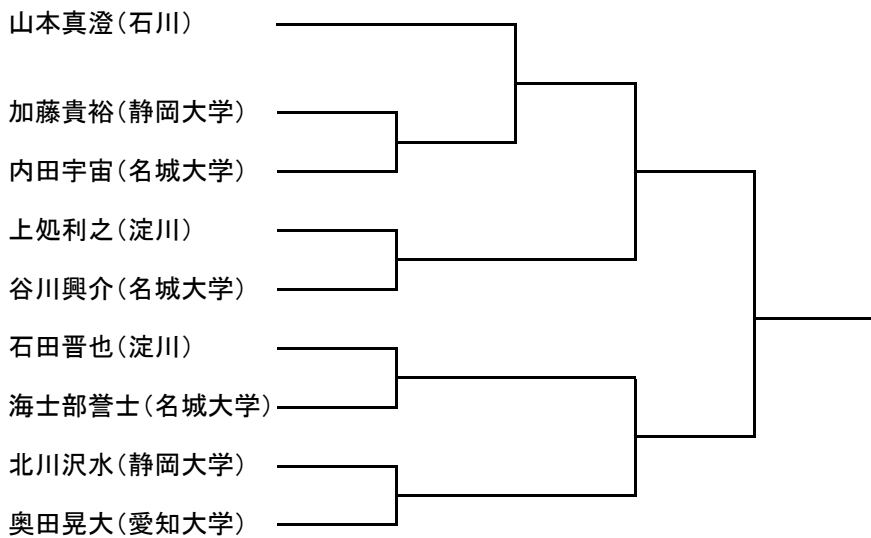 山本真澄（石川）
加藤貴裕（静岡大学）
内田宇宙（名城大学）
上処利之（淀川）
谷川興介（名城大学）
石田晋也（淀川）
海士部誉士（名城大学）
北川沢水（静岡大学）
奥田晃大（愛知大学）